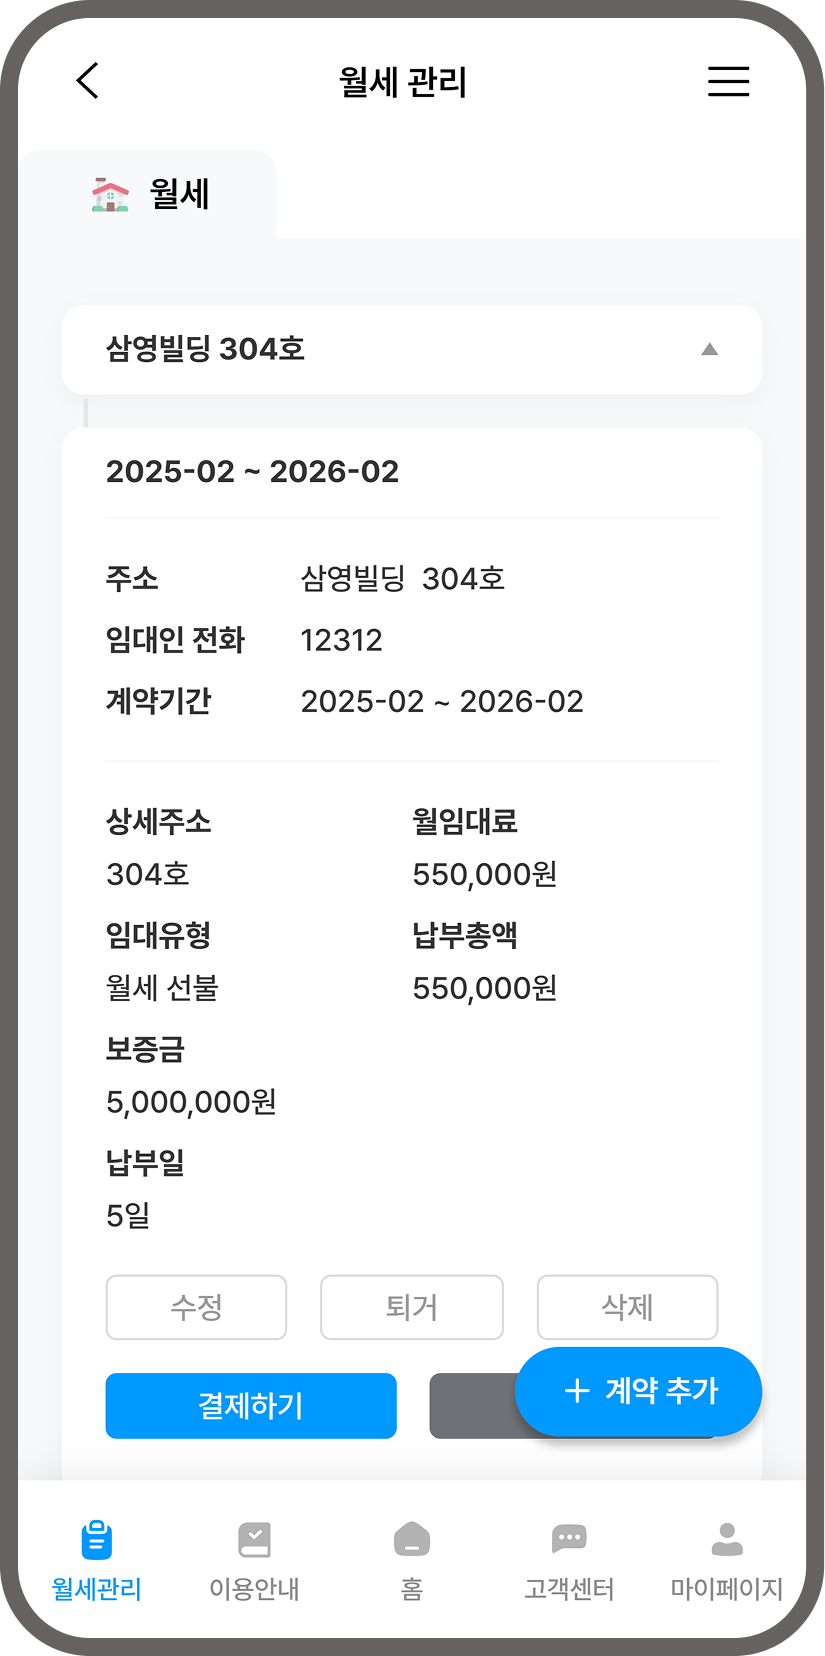 월세 관리
월세
삼영빌딩 304호
2025-02 ~ 2026-02
주소 삼영빌딩 304호
임대인 전화 12312
계약기간 2025-02 ~ 2026-02
상세주소 월임대료
304호 550,000원
임대유형 납부총액
월세 선불 550,000원
보증금
5,000,000원
납부일
5일
수정 퇴거 삭제
결제하기
+ 계약 추가
월세관리 이용안내 홈 고객센터 마이페이지